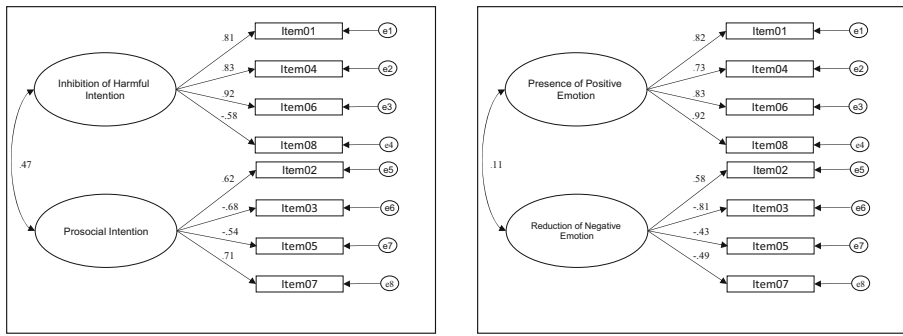 .81
Item01
e1
.83
Item04
e2
Inhibition of Harmful
Intention
.92
Item06
e3
-.58
Item08
e4
.47
.62
Item02
e5
-.68
Item03
e6
Prosocial Intention
-.54
Item05
e7
.71
Item07
e8
.82
Item01
e1
.73
Item04
e2
Presence of Positive
Emotion
.83
Item06
e3
.92
Item08
e4
.11
.58
Item02
e5
-.81
Item03
e6
Reduction of Negative
Emotion
-.43
Item05
e7
-.49
Item07
e8